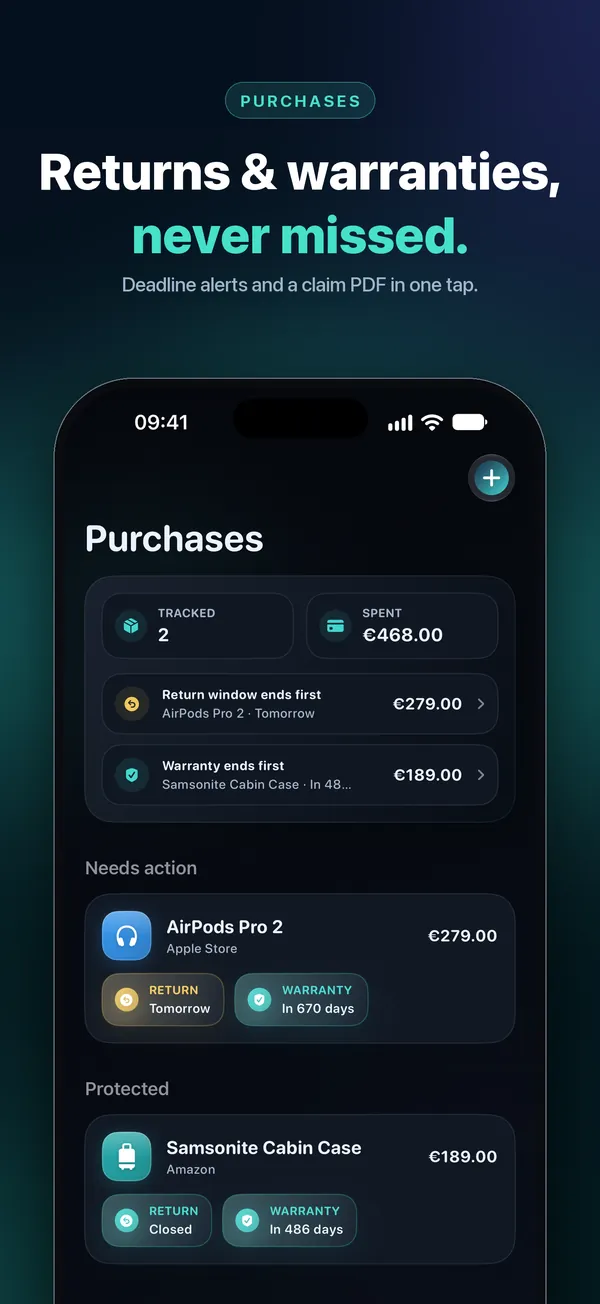 PURCHASES
Returns & warranties,
never missed.
Deadline alerts and a claim PDF in one tap.
09:41
Purchases
TRACKED
2
SPENT
€468.00
Return window ends first
AirPods Pro 2 · Tomorrow
€279.00
Warranty ends first
Samsonite Cabin Case · In 48...
€189.00
Needs action
AirPods Pro 2
Apple Store
€279.00
RETURN
Tomorrow
WARRANTY
In 670 days
Protected
Samsonite Cabin Case
Amazon
€189.00
RETURN
Closed
WARRANTY
In 486 days